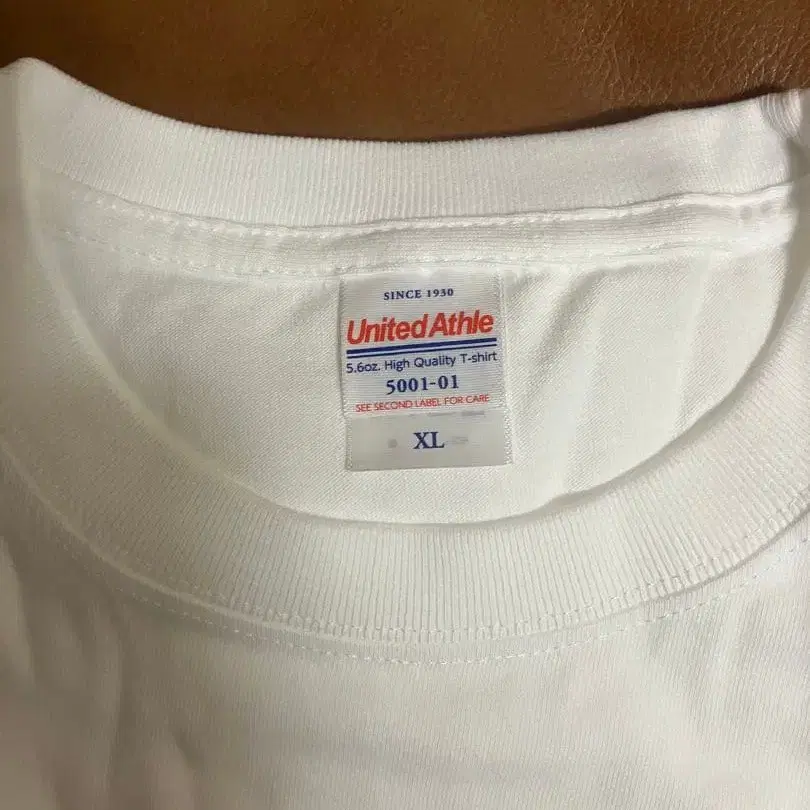 SINCE 1930
United Athle
5.6oz. High Quality T-shirt
5001-01
SEE SECOND LABEL FOR CARE
XL